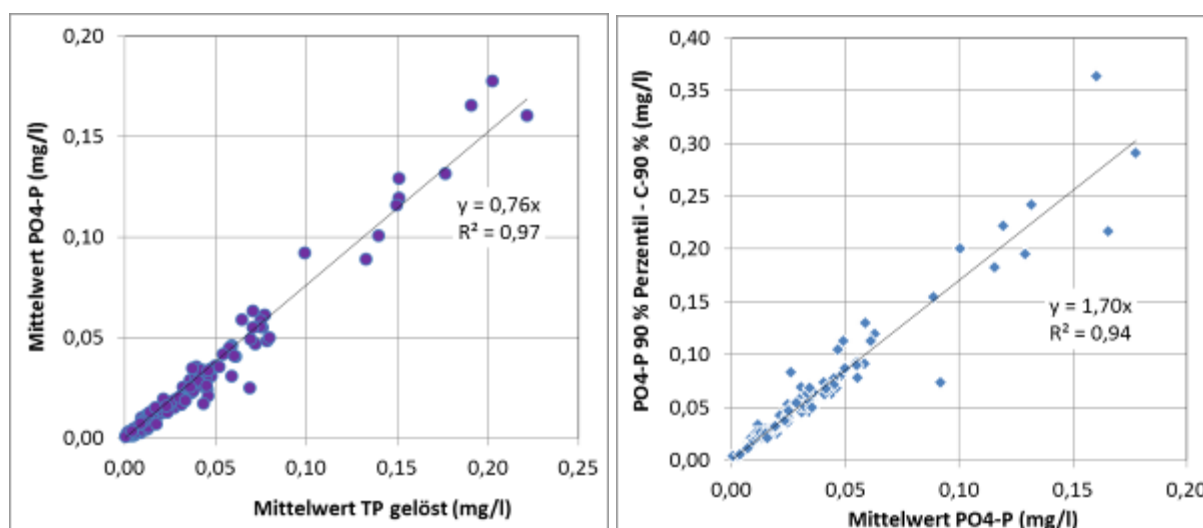 0,20
0,15
0,10
0,05
0,00
Mittelwert PO4-P (mg/l)
y = 0,76x
R² = 0,97
0,00 0,05 0,10 0,15 0,20 0,25
Mittelwert TP gelöst (mg/l)
0,40
0,35
0,30
0,25
0,20
0,15
0,10
0,05
0,00
PO4-P 90 % Perzentil - C-90 % (mg/l)
y = 1,70x
R² = 0,94
0,00 0,05 0,10 0,15 0,20
Mittelwert PO4-P (mg/l)